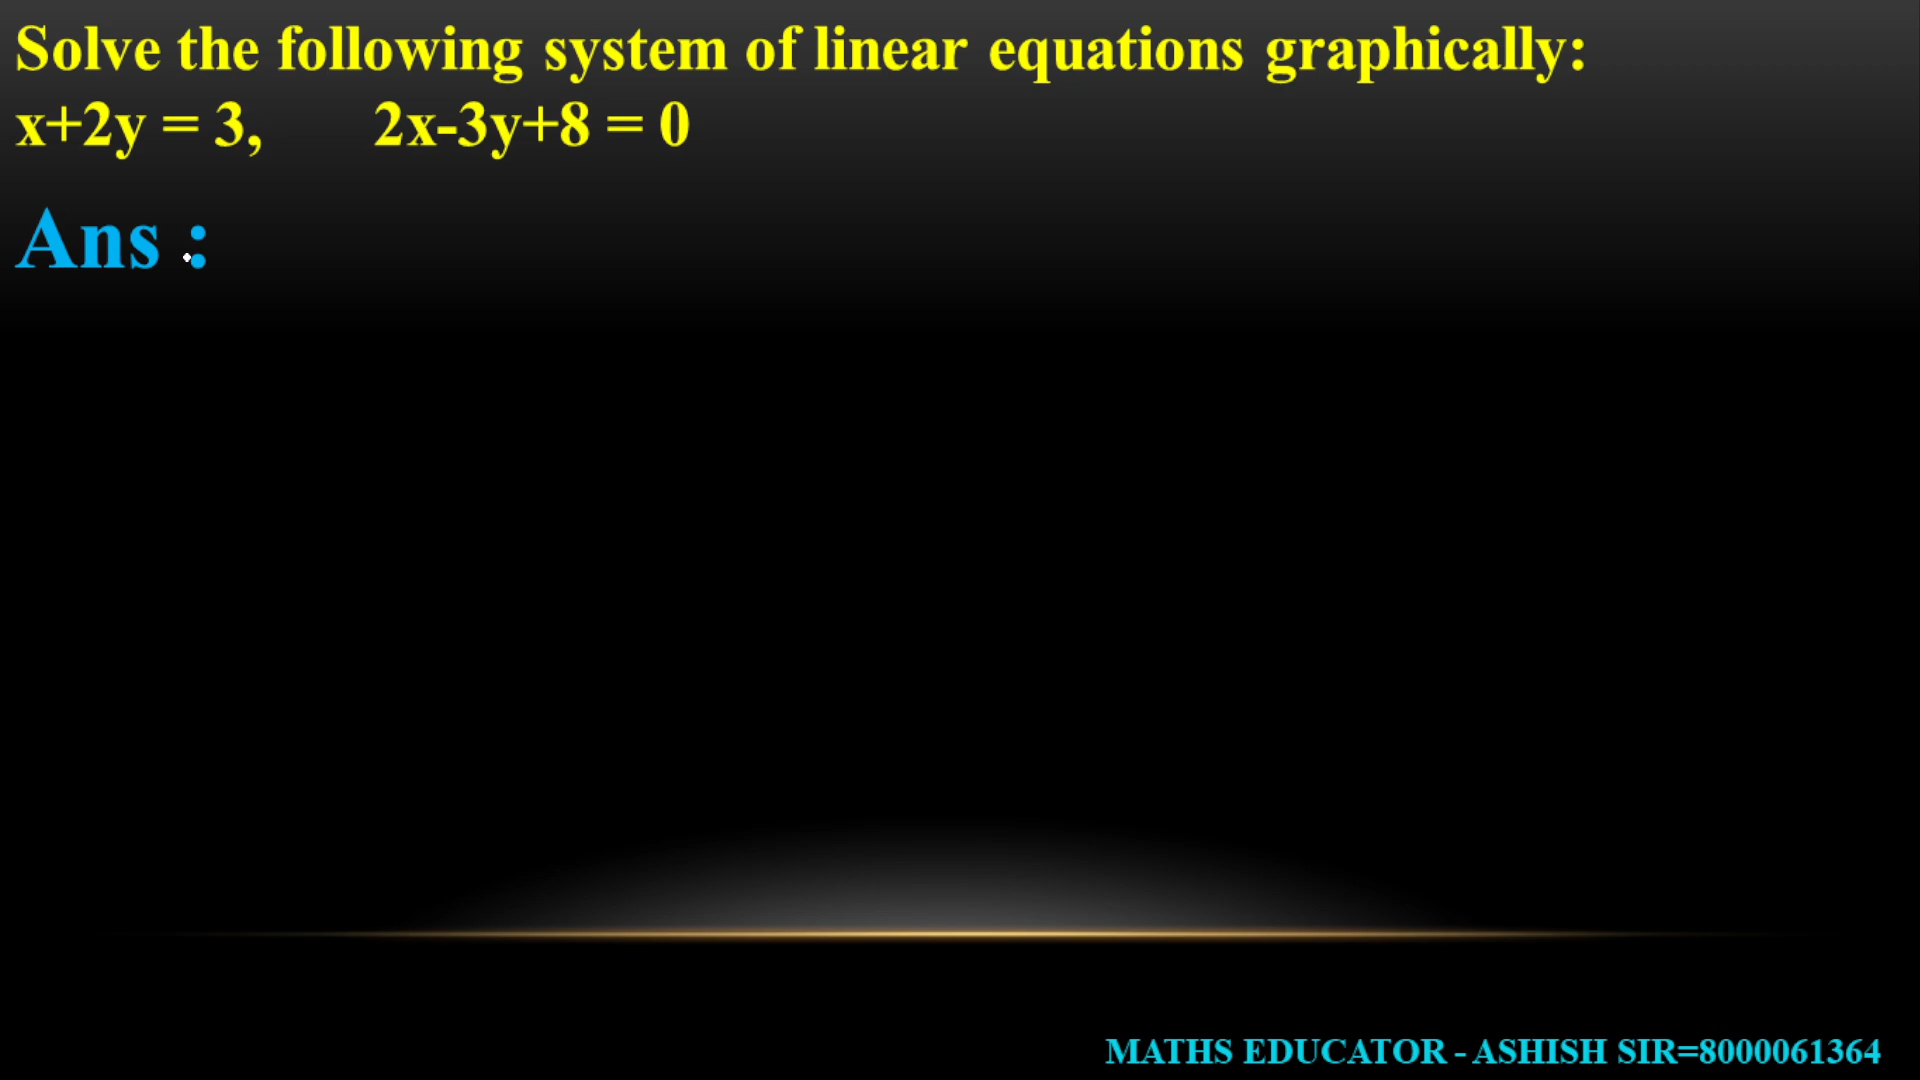 Solve the following system of linear equations graphically:
x+2y = 3, 2x-3y+8 = 0
Ans :
MATHS EDUCATOR - ASHISH SIR=8000061364